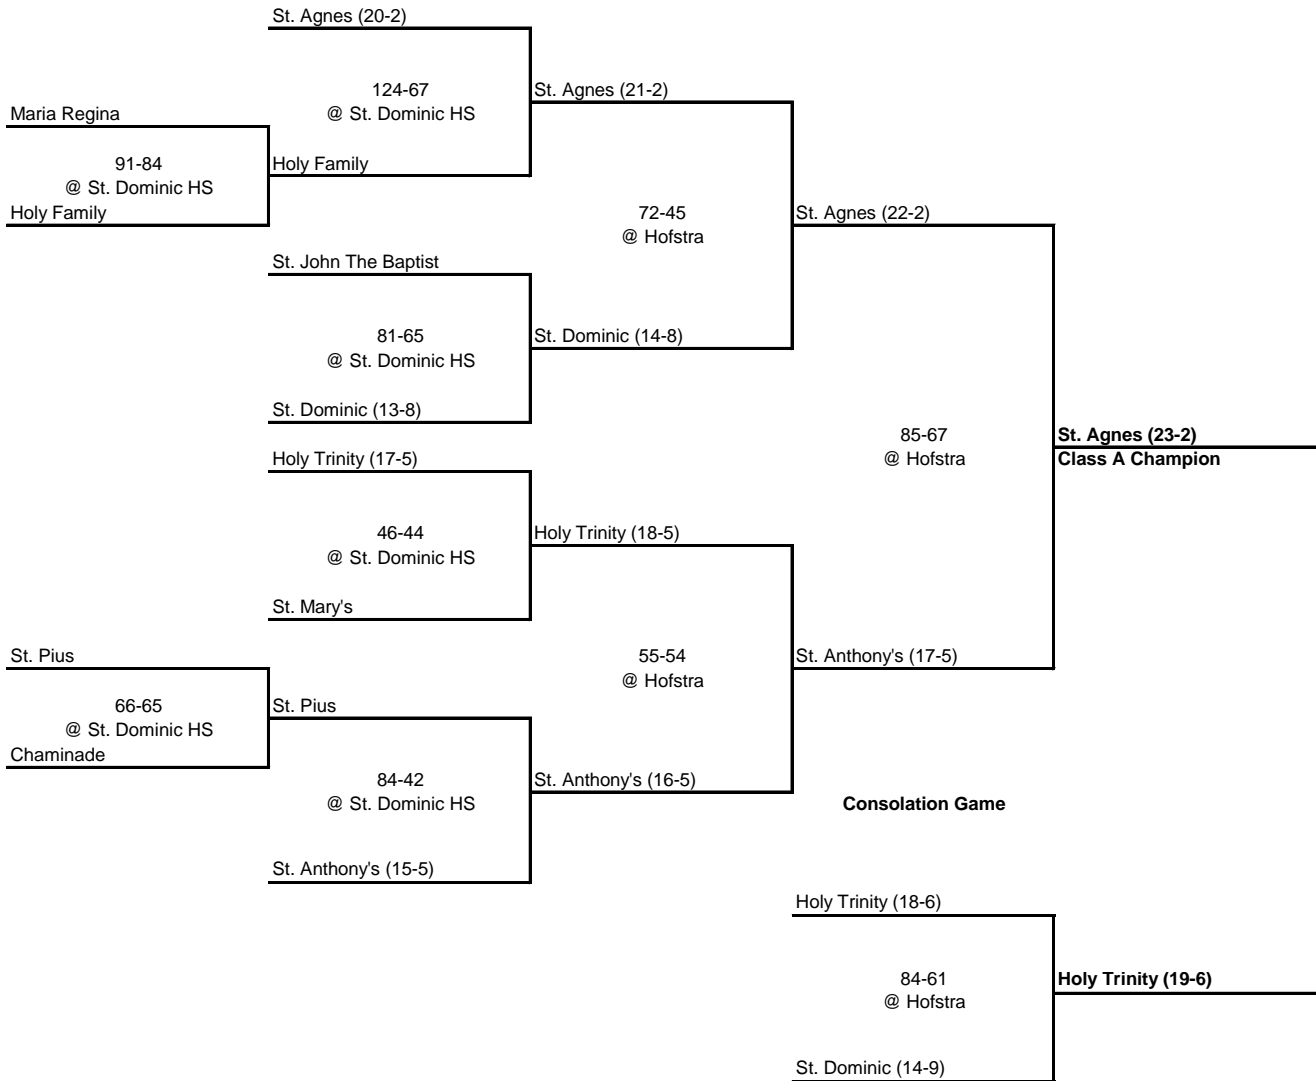 St. Agnes (20-2)
124-67
@ St. Dominic HS
St. Agnes (21-2)
Maria Regina
91-84
@ St. Dominic HS
Holy Family
Holy Family
72-45
@ Hofstra
St. Agnes (22-2)
St. John The Baptist
81-65
@ St. Dominic HS
St. Dominic (14-8)
St. Dominic (13-8)
85-67
@ Hofstra
St. Agnes (23-2)
Class A Champion
Holy Trinity (17-5)
46-44
@ St. Dominic HS
Holy Trinity (18-5)
St. Mary's
St. Pius
66-65
@ St. Dominic HS
Chaminade
St. Pius
55-54
@ Hofstra
St. Anthony's (17-5)
84-42
@ St. Dominic HS
St. Anthony's (16-5)
St. Anthony's (15-5)
Consolation Game
Holy Trinity (18-6)
84-61
@ Hofstra
Holy Trinity (19-6)
St. Dominic (14-9)